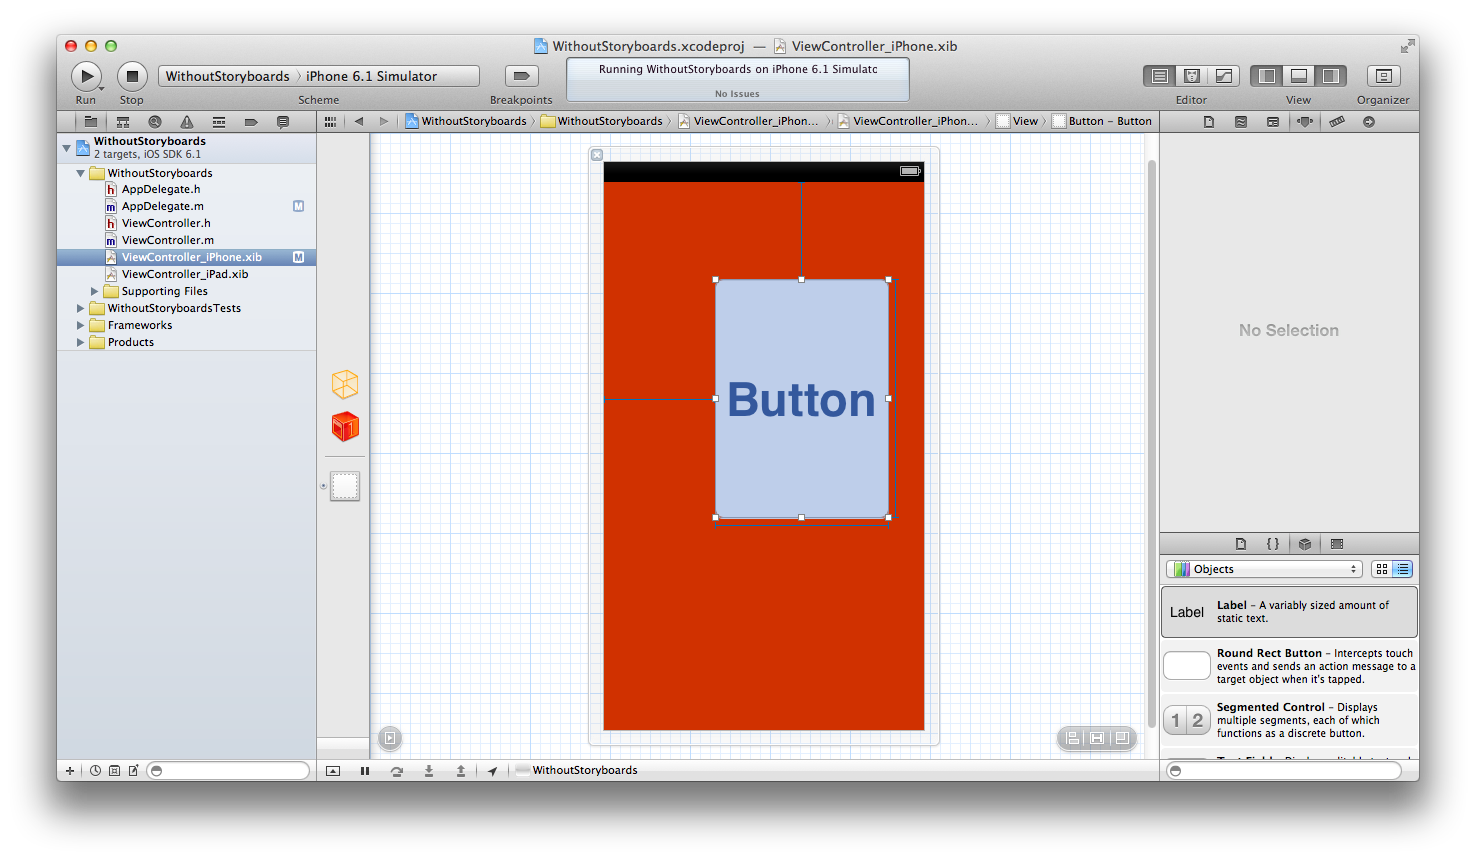 WithoutStoryboards.xcodeproj — ViewController_iPhone.xib
WithoutStoryboards 〉 iPhone 6.1 Simulator
Running WithoutStoryboards on iPhone 6.1 Simulatc
No Issues
Run Stop Scheme Breakpoints Editor View Organizer
WithoutStoryboards
2 targets, iOS SDK 6.1
WithoutStoryboards
h AppDelegate.h
m AppDelegate.m M
h ViewController.h
m ViewController.m
ViewController_iPhone.xib M
ViewController_iPad.xib
Supporting Files
WithoutStoryboardsTests
Frameworks
Products
WithoutStoryboards 〉 WithoutStoryboards 〉 ViewController_iPhon... 〉 ViewController_iPhon... 〉 View 〉 Button – Button
Button
No Selection
{ }
Objects
Label Label – A variably sized amount of
static text.
Round Rect Button – Intercepts touch
events and sends an action message to a
target object when it's tapped.
1 2 Segmented Control – Displays
multiple segments, each of which
functions as a discrete button.
WithoutStoryboards